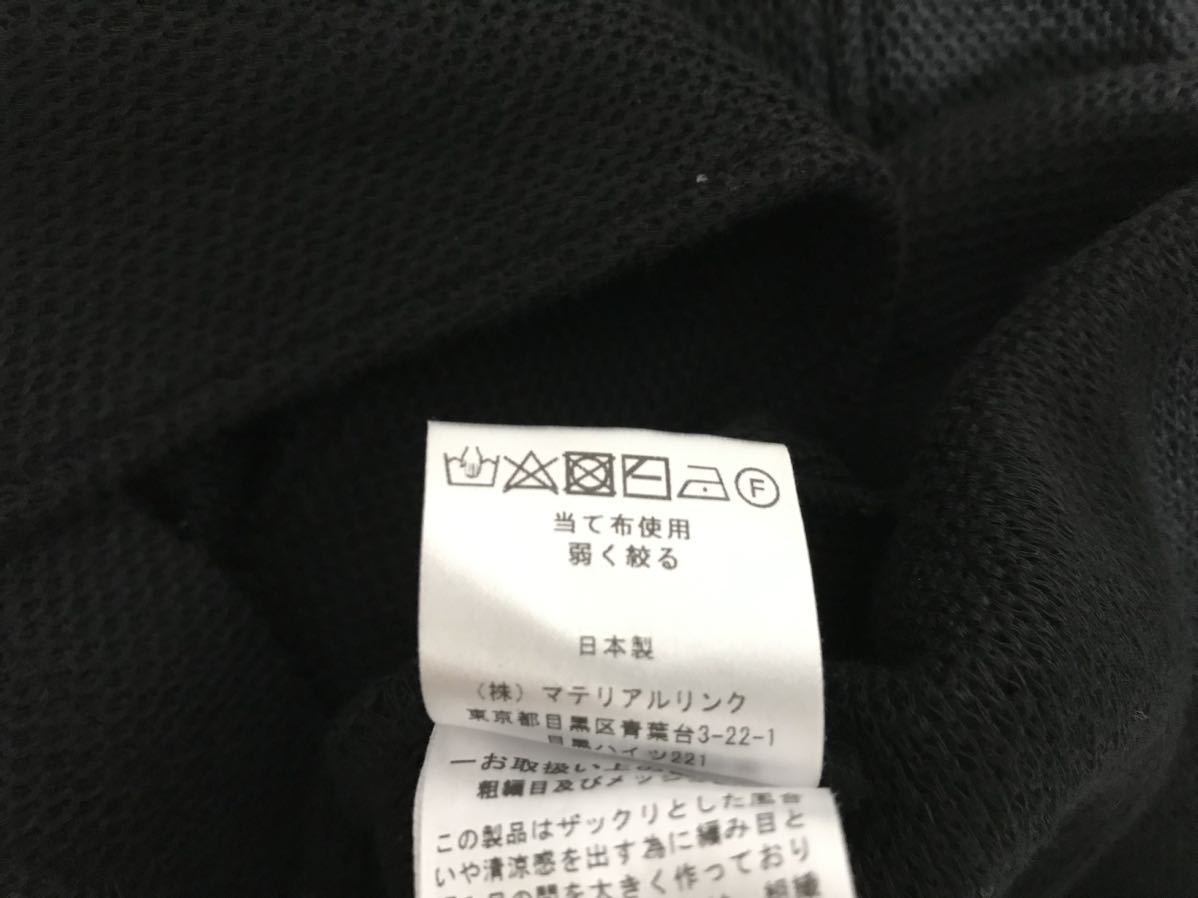 F
当て布使用
弱く絞る
日本製
（株）マテリアルリンク
東京都目黒区青葉台3-22-1
目黒ハイツ221
ーお取扱い上の
粗編目及びメッシ
この製品はザックリとした風合
いや清涼感を出す為に編み目と
の間を大きく作っており